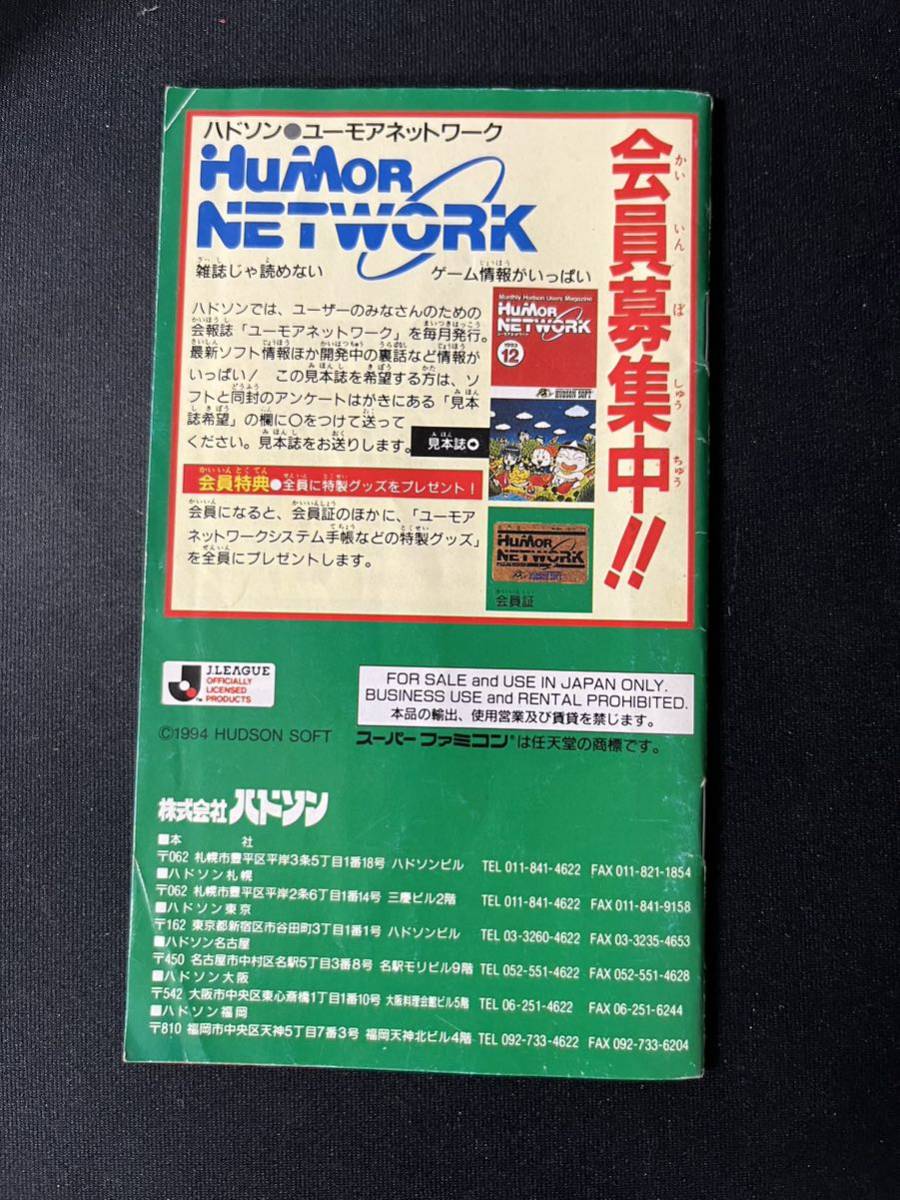 ハドソン●ユーモアネットワーク
HuMOR
NETWORK
会員募集中!!
かい いん ぼ しゅう ちゅう
雑誌じゃ読めない
ゲーム情報がいっぱい
ハドソンでは、ユーザーのみなさんのための
会報誌「ユーモアネットワーク」を毎月発行。
最新ソフト情報ほか開発中の裏話など情報が
いっぱい! この見本誌を希望する方は、ソ
フトと同封のアンケートはがきにある「見本
誌希望」の欄に○をつけて送って
ください。見本誌をお送りします。
見本誌○
会員特典●全員に特製グッズをプレゼント!
会員になると、会員証のほかに、「ユーモア
ネットワークシステム手帳などの特製グッズ」
を全員にプレゼントします。
Monthly Hudson Users Magazine
HuMOR
NETWORK
1993
12
HUDSON SOFT
HuMOR
NETWORK
会員証
J.LEAGUE
OFFICIALLY
LICENSED
PRODUCTS
FOR SALE and USE IN JAPAN ONLY.
BUSINESS USE and RENTAL PROHIBITED.
本品の輸出、使用営業及び賃貸を禁じます。
©1994 HUDSON SOFT
スーパーファミコン®は任天堂の商標です。
株式会社ハドソン
■本 社
〒062 札幌市豊平区平岸3条5丁目1番18号 ハドソンビル TEL 011-841-4622 FAX 011-821-1854
■ハドソン札幌
〒062 札幌市豊平区平岸2条6丁目1番14号 三慶ビル2階 TEL 011-841-4622 FAX 011-841-9158
■ハドソン東京
〒162 東京都新宿区市谷田町3丁目1番1号 ハドソンビル TEL 03-3260-4622 FAX 03-3235-4653
■ハドソン名古屋
〒450 名古屋市中村区名駅5丁目3番8号 名駅モリビル9階 TEL 052-551-4622 FAX 052-551-4628
■ハドソン大阪
〒542 大阪市中央区東心斎橋1丁目1番10号 大阪料理会館ビル5階 TEL 06-251-4622 FAX 06-251-6244
■ハドソン福岡
〒810 福岡市中央区天神5丁目7番3号 福岡天神北ビル4階 TEL 092-733-4622 FAX 092-733-6204